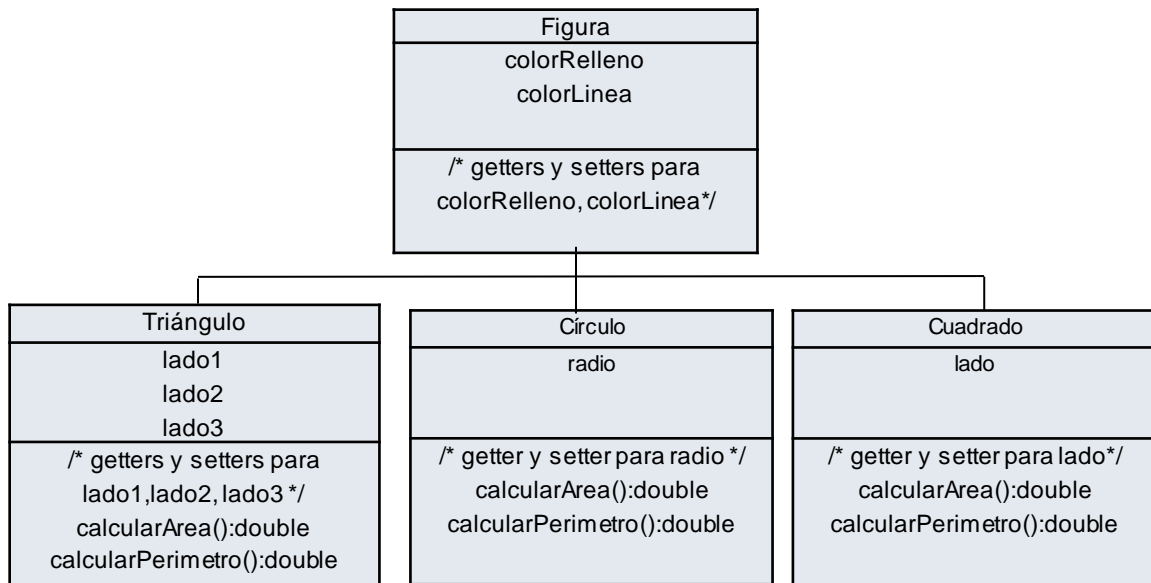 Figura
colorRelleno
colorLinea
/* getters y setters para
colorRelleno, colorLinea*/
Triángulo
lado1
lado2
lado3
/* getters y setters para
lado1,lado2, lado3 */
calcularArea():double
calcularPerimetro():double
Círculo
radio
/* getter y setter para radio */
calcularArea():double
calcularPerimetro():double
Cuadrado
lado
/* getter y setter para lado*/
calcularArea():double
calcularPerimetro():double